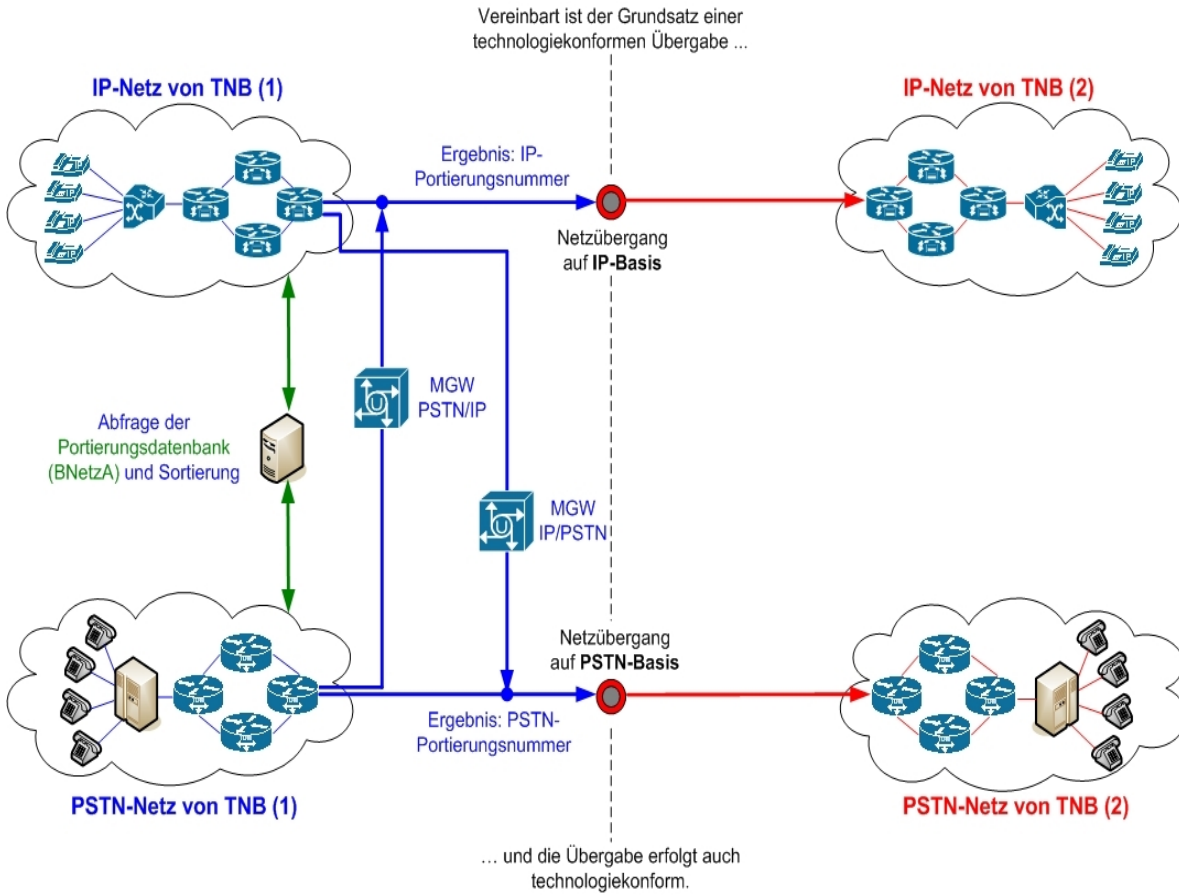 Vereinbart ist der Grundsatz einer
technologiekonformen Übergabe ...
IP-Netz von TNB (1)
IP-Netz von TNB (2)
Ergebnis: IP-
Portierungsnummer
Netzübergang
auf IP-Basis
MGW
PSTN/IP
Abfrage der
Portierungsdatenbank
(BNetzA) und Sortierung
MGW
IP/PSTN
Netzübergang
auf PSTN-Basis
Ergebnis: PSTN-
Portierungsnummer
PSTN-Netz von TNB (1)
PSTN-Netz von TNB (2)
... und die Übergabe erfolgt auch
technologiekonform.